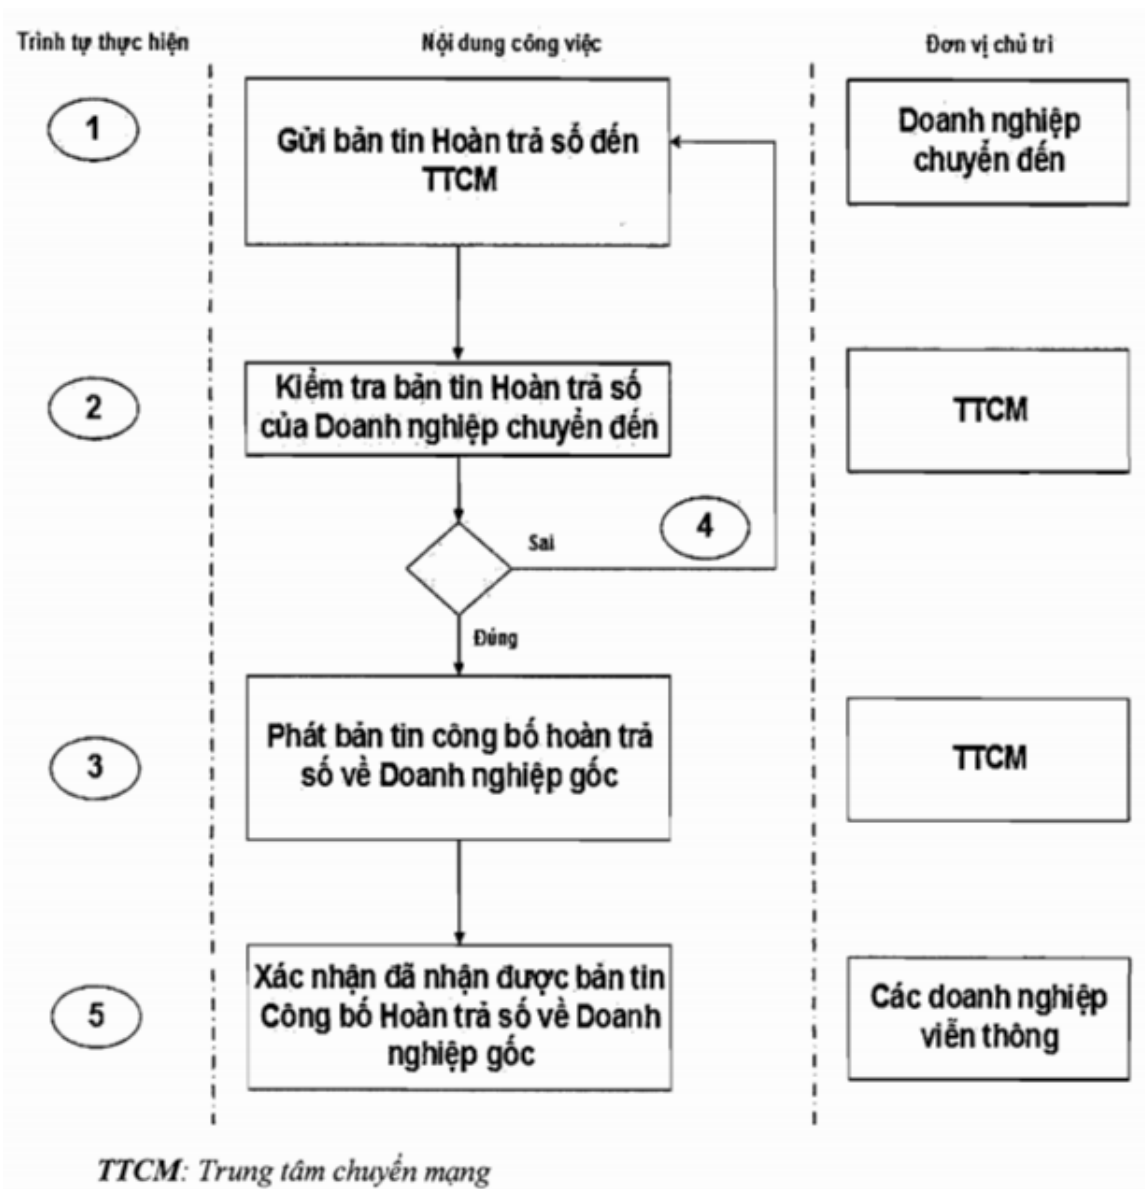 Trình tự thực hiện
Nội dung công việc
Đơn vị chủ trì
1
Gửi bản tin Hoàn trả số đến
TTCM
Doanh nghiệp
chuyển đến
2
Kiểm tra bản tin Hoàn trả số
của Doanh nghiệp chuyển đến
TTCM
Sai
4
Đúng
3
Phát bản tin công bố hoàn trả
số về Doanh nghiệp gốc
TTCM
5
Xác nhận đã nhận được bản tin
Công bố Hoàn trả số về Doanh
nghiệp gốc
Các doanh nghiệp
viễn thông
TTCM: Trung tâm chuyển mạng